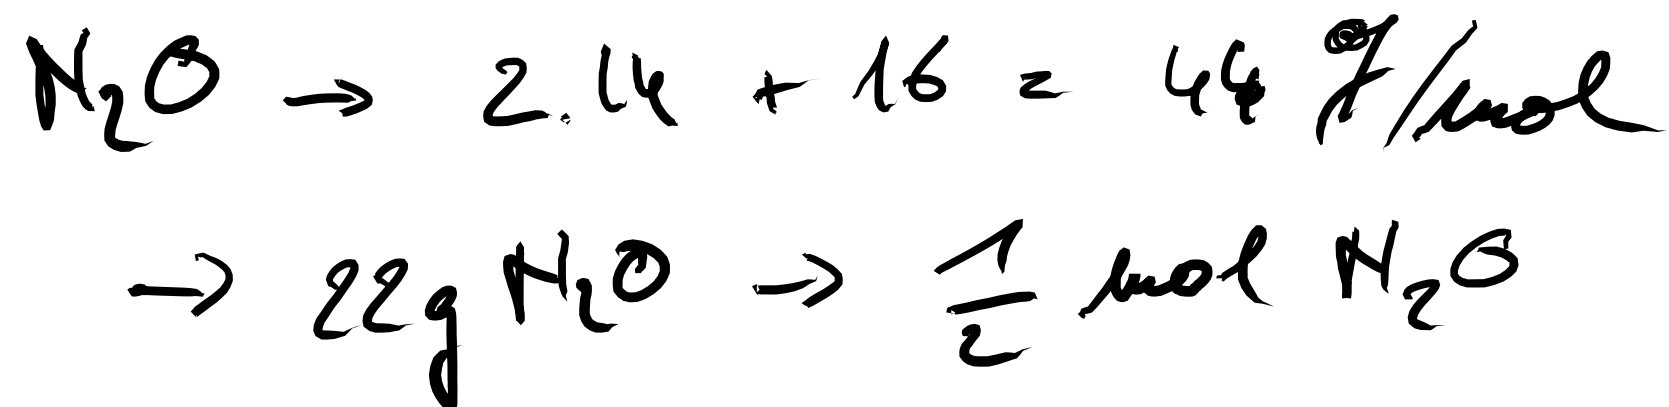 N₂O → 2.14 + 16 = 44 g/mol
→ 22g N₂O → 1/2 mol N₂O